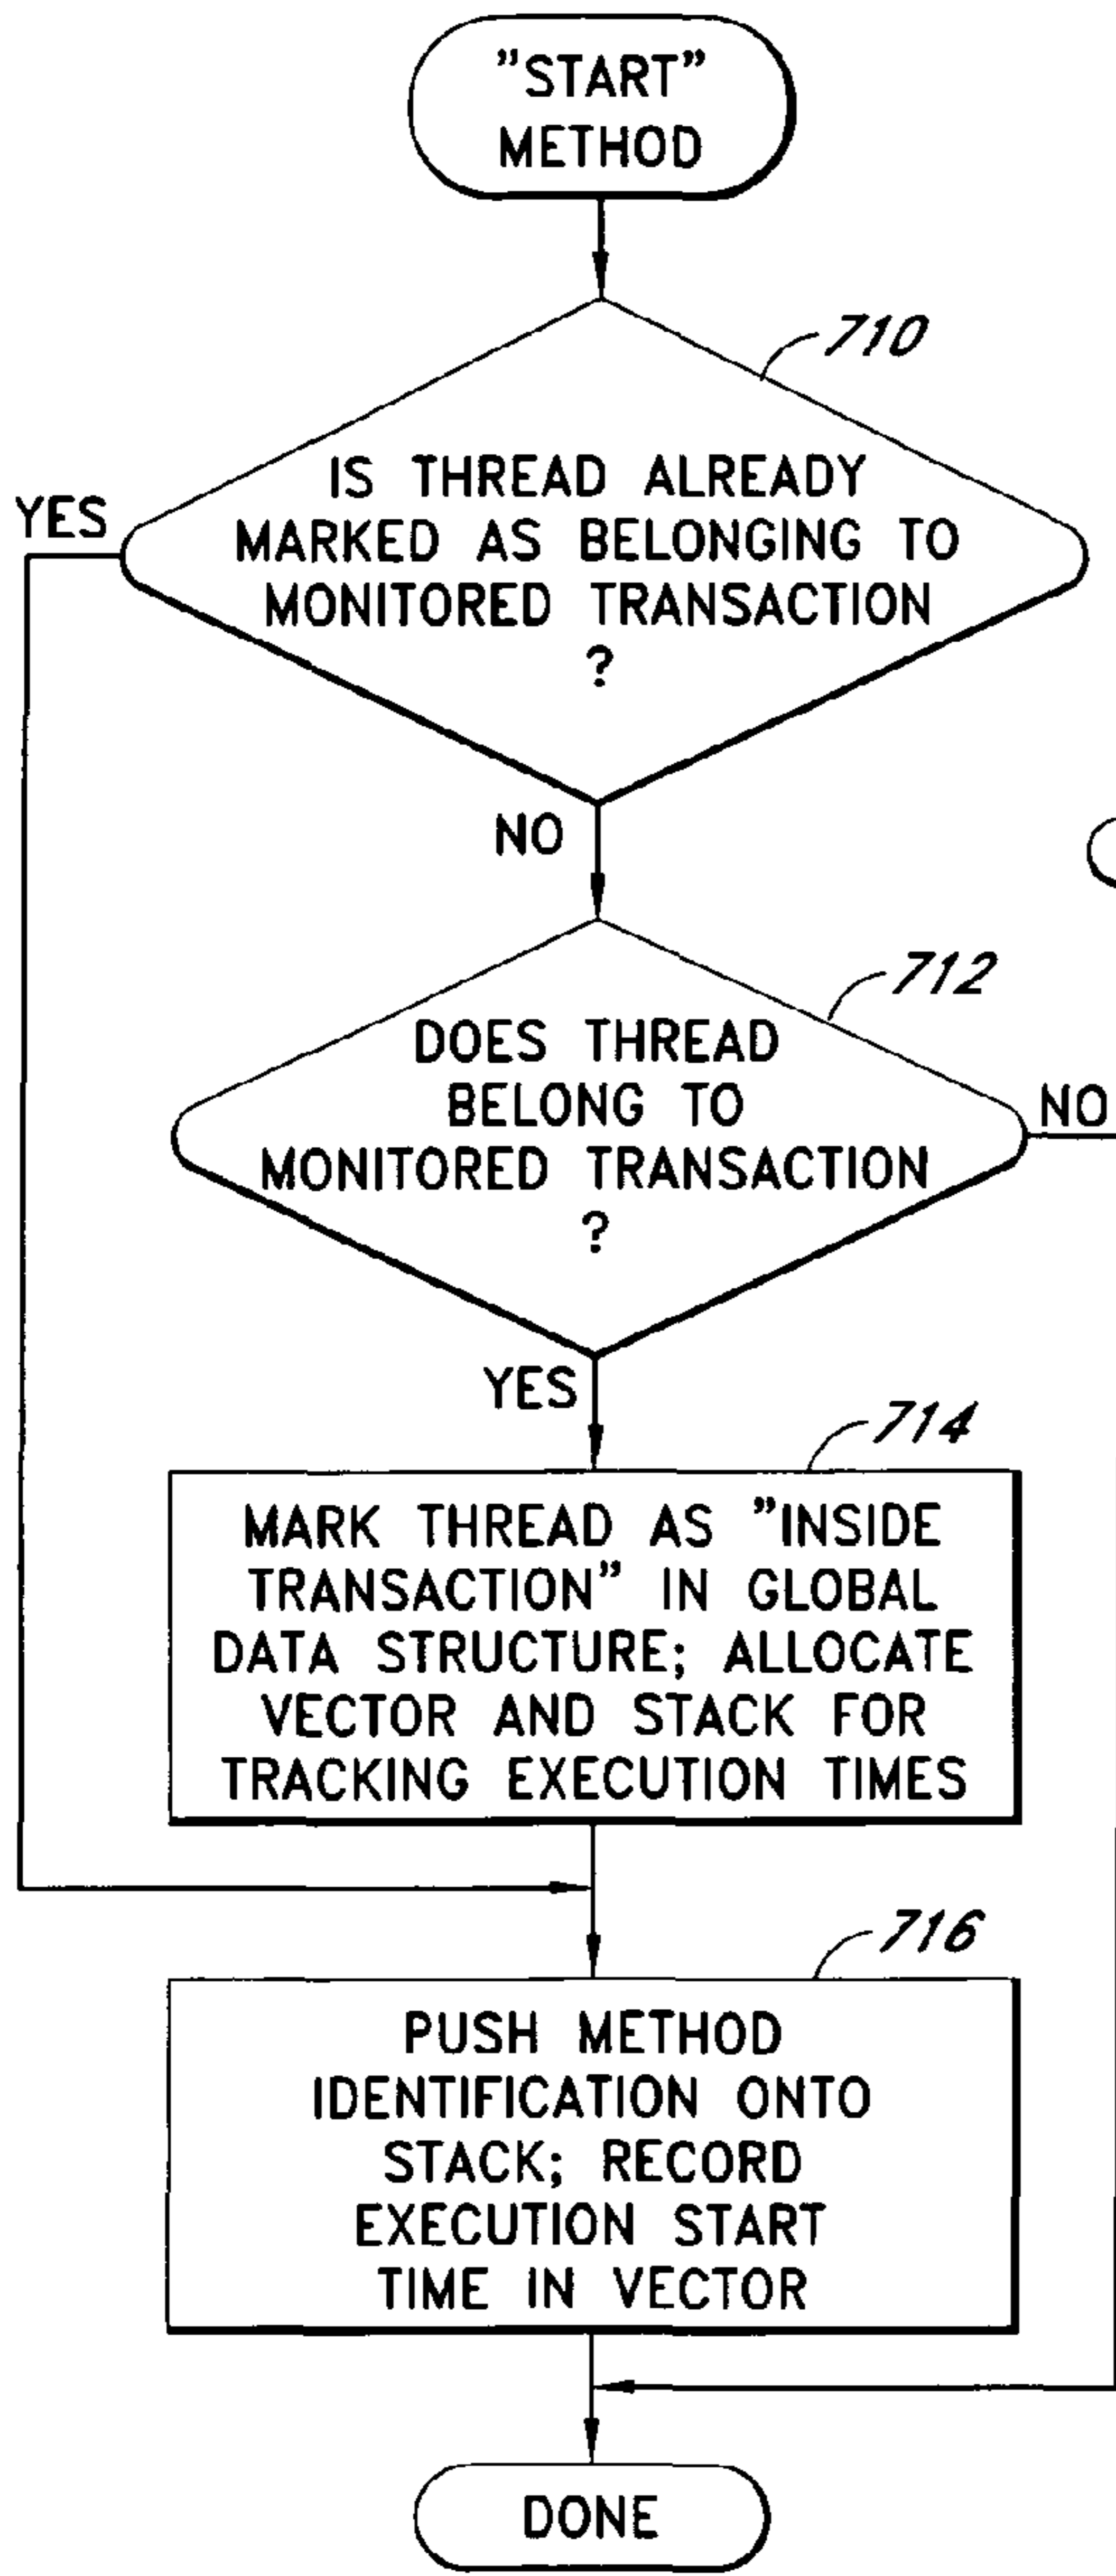 ”START”
METHOD
710
IS THREAD ALREADY
MARKED AS BELONGING TO
MONITORED TRANSACTION
?
YES
NO
712
DOES THREAD
BELONG TO
MONITORED TRANSACTION
?
NO
YES
714
MARK THREAD AS ”INSIDE
TRANSACTION” IN GLOBAL
DATA STRUCTURE; ALLOCATE
VECTOR AND STACK FOR
TRACKING EXECUTION TIMES
716
PUSH METHOD
IDENTIFICATION ONTO
STACK; RECORD
EXECUTION START
TIME IN VECTOR
DONE